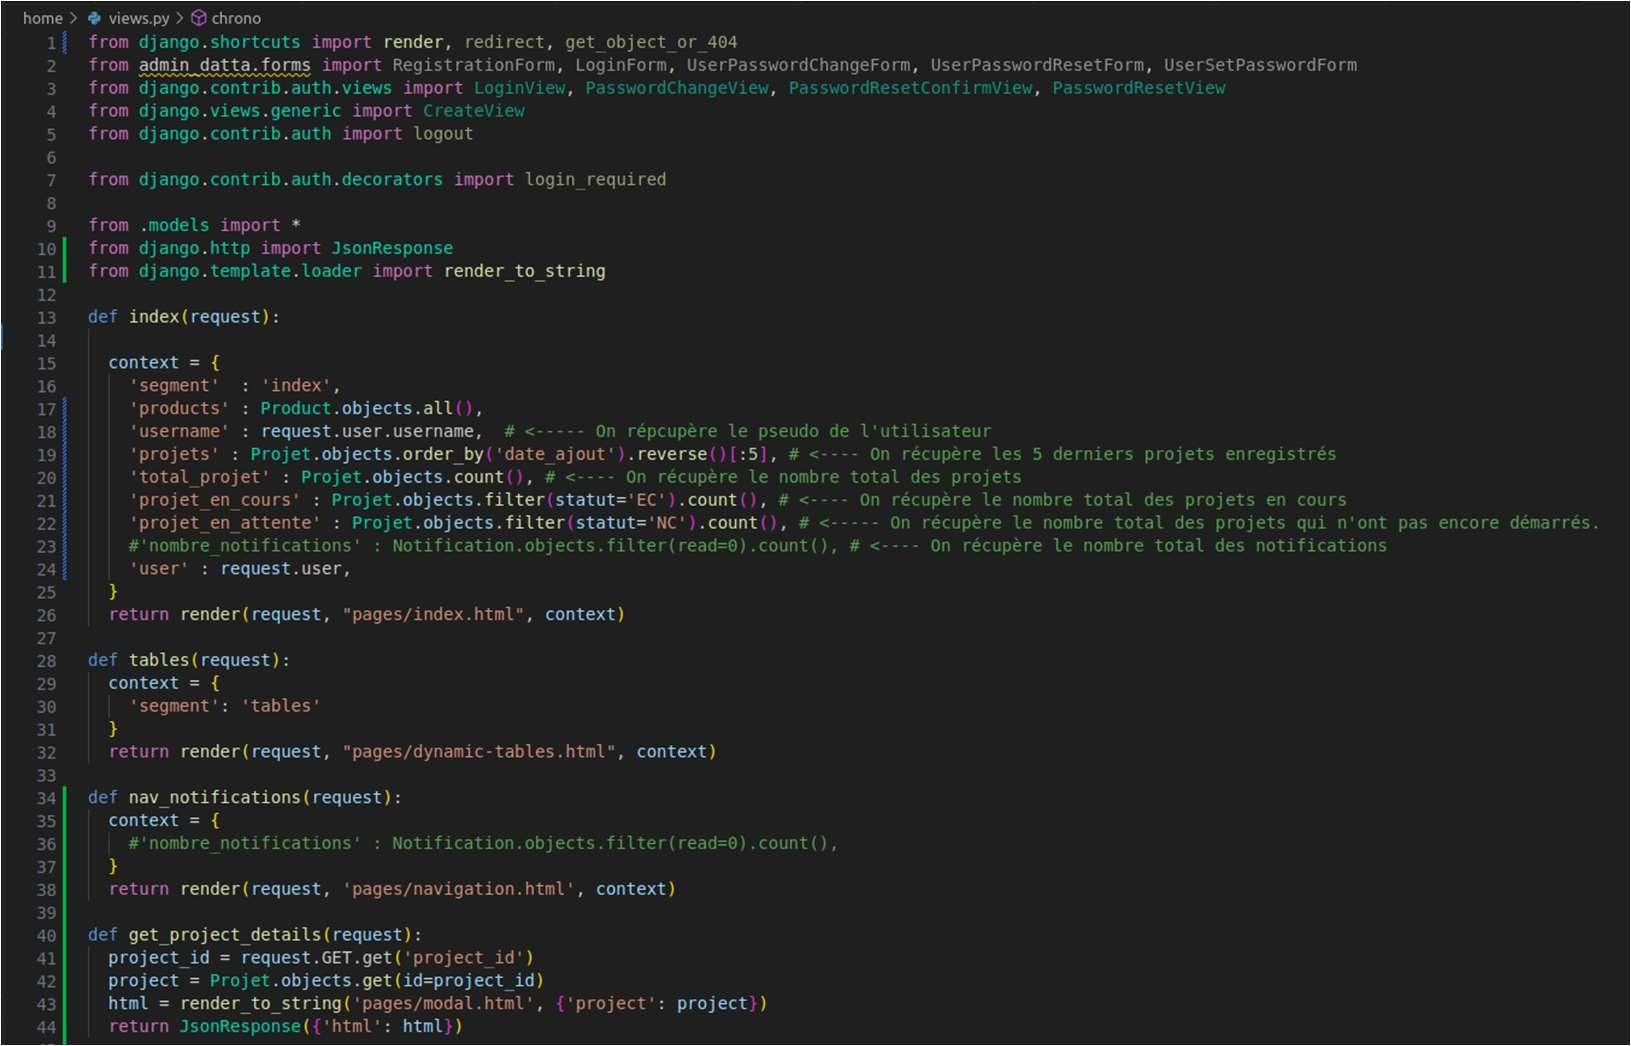 home > views.py > chrono
1 from django.shortcuts import render, redirect, get_object_or_404
2 from admin_datta.forms import RegistrationForm, LoginForm, UserPasswordChangeForm, UserPasswordResetForm, UserSetPasswordForm
3 from django.contrib.auth.views import LoginView, PasswordChangeView, PasswordResetConfirmView, PasswordResetView
4 from django.views.generic import CreateView
5 from django.contrib.auth import logout
6
7 from django.contrib.auth.decorators import login_required
8
9 from .models import *
10 from django.http import JsonResponse
11 from django.template.loader import render_to_string
12
13 def index(request):
14
15   context = {
16     'segment'  : 'index',
17     'products' : Product.objects.all(),
18     'username' : request.user.username,  # <----- On répcupère le pseudo de l'utilisateur
19     'projets' : Projet.objects.order_by('date_ajout').reverse()[:5], # <---- On récupère les 5 derniers projets enregistrés
20     'total_projet' : Projet.objects.count(), # <---- On récupère le nombre total des projets
21     'projet_en_cours' : Projet.objects.filter(statut='EC').count(), # <---- On récupère le nombre total des projets en cours
22     'projet_en_attente' : Projet.objects.filter(statut='NC').count(), # <----- On récupère le nombre total des projets qui n'ont pas encore démarrés.
23     #'nombre_notifications' : Notification.objects.filter(read=0).count(), # <---- On récupère le nombre total des notifications
24     'user' : request.user,
25   }
26   return render(request, "pages/index.html", context)
27
28 def tables(request):
29   context = {
30     'segment': 'tables'
31   }
32   return render(request, "pages/dynamic-tables.html", context)
33
34 def nav_notifications(request):
35   context = {
36     #'nombre_notifications' : Notification.objects.filter(read=0).count(),
37   }
38   return render(request, 'pages/navigation.html', context)
39
40 def get_project_details(request):
41   project_id = request.GET.get('project_id')
42   project = Projet.objects.get(id=project_id)
43   html = render_to_string('pages/modal.html', {'project': project})
44   return JsonResponse({'html': html})